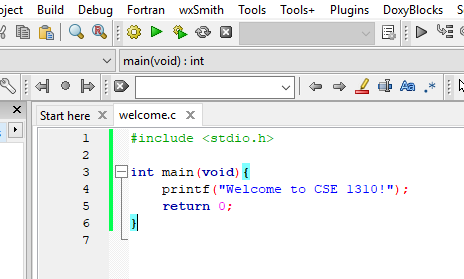 oject Build Debug Fortran wxSmith Tools Tools+ Plugins DoxyBlocks Se
main(void) : int
Start here welcome.c
1 #include <stdio.h>
2
3 int main(void){
4 printf("Welcome to CSE 1310!");
5 return 0;
6 }
7